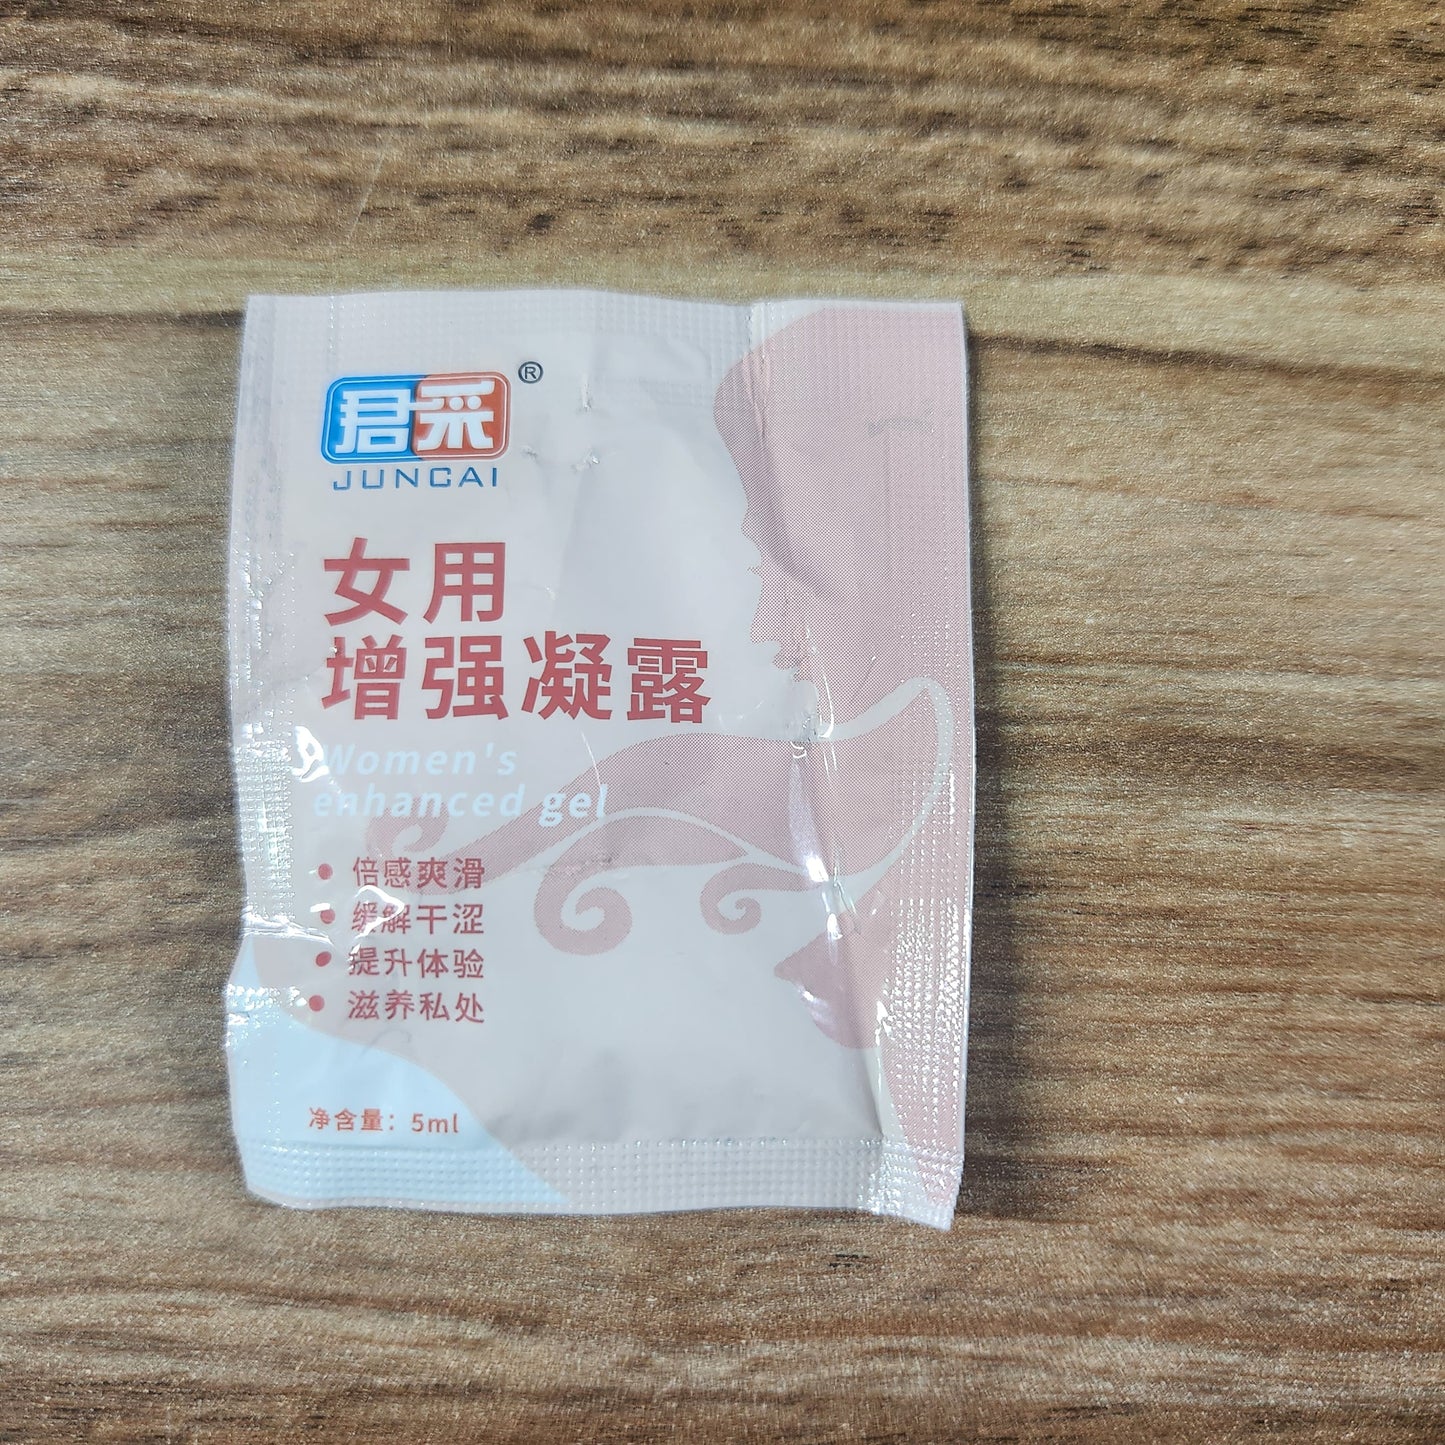 君采®
JUNCAI
女用
增强凝露
Women's
enhanced gel
• 倍感爽滑
• 缓解干涩
• 提升体验
• 滋养私处
净含量：5ml